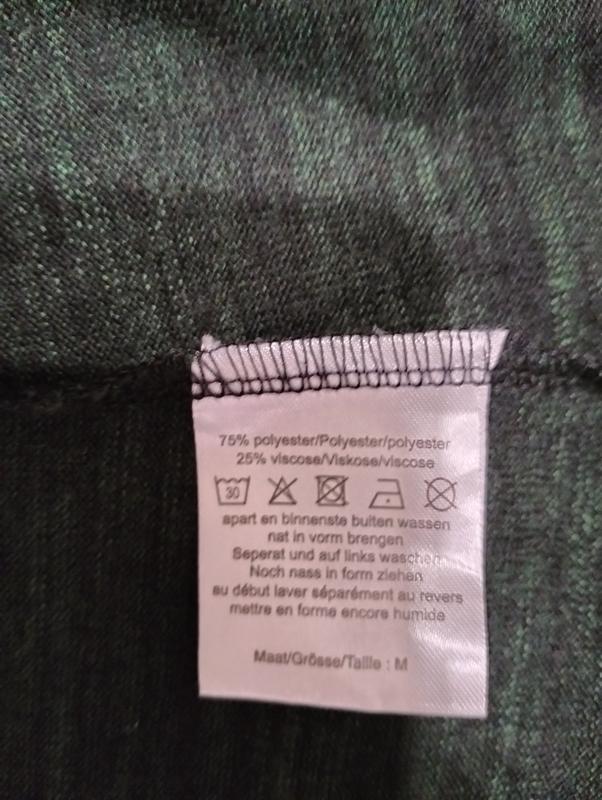 75% polyester/Polyester/polyester
25% viscose/Viskose/viscose
30
apart en binnenste buiten wassen
nat in vorm brengen
Seperat und auf links waschen
Noch nass in form ziehen
au début laver séparément au revers
mettre en forme encore humide
Maat/Grösse/Taille : M